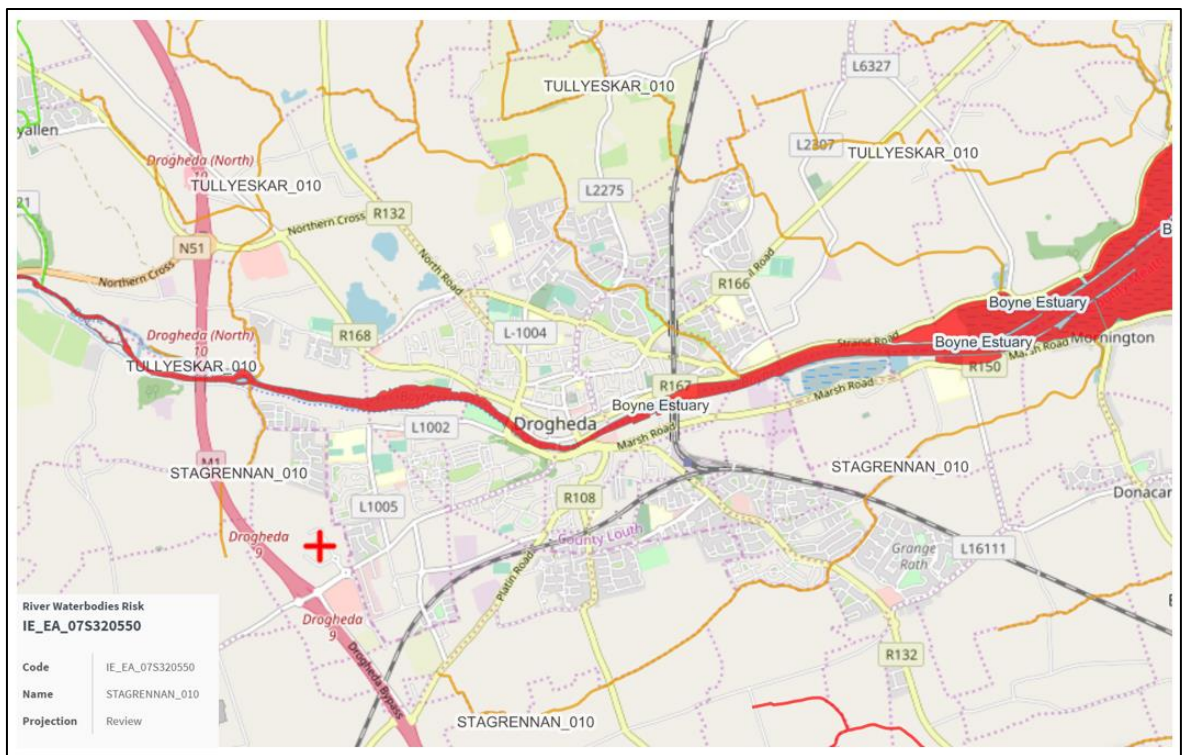 TULLYESKAR_010
L6327
yallen
Drogheda (North)
10
TULLYESKAR_010
L2307
TULLYESKAR_010
L2275
21
R132
Northern Cross
N51
Northern Cross
North Road
R166
B
Boyne Estuary
Drogheda (North)
10
R168
L-1004
Strand Road
Boyne Estuary
Mornington
Marsh Road
R150
TULLYESKAR_010
R167
Boyne Estuary
Marsh Road
L1002
Drogheda
Marsh Road
M1
STAGRENNAN_010
STAGRENNAN_010
R108
L1005
Donacar
Drogheda
9
County Louth
Grange
Rath
L16111
Platin Road
Drogheda
9
Drogheda Bypass
R132
STAGRENNAN_010
River Waterbodies Risk
IE_EA_07S320550
Code IE_EA_07S320550
Name STAGRENNAN_010
Projection Review